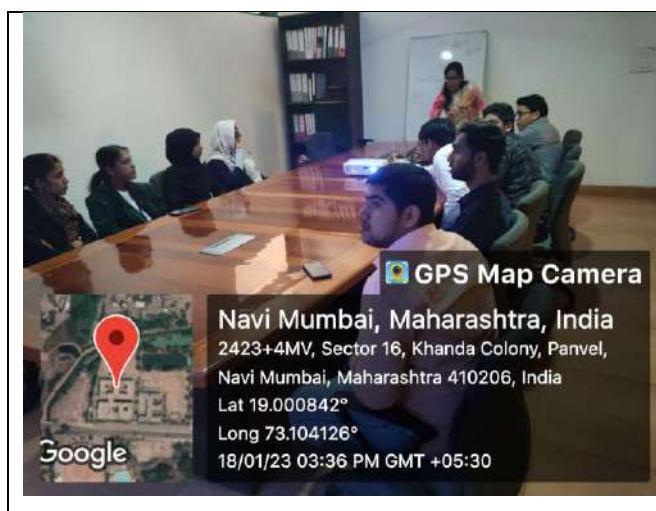 GPS Map Camera
Navi Mumbai, Maharashtra, India
2423+4MV, Sector 16, Khanda Colony, Panvel,
Navi Mumbai, Maharashtra 410206, India
Lat 19.000842°
Long 73.104126°
18/01/23 03:36 PM GMT +05:30
Google